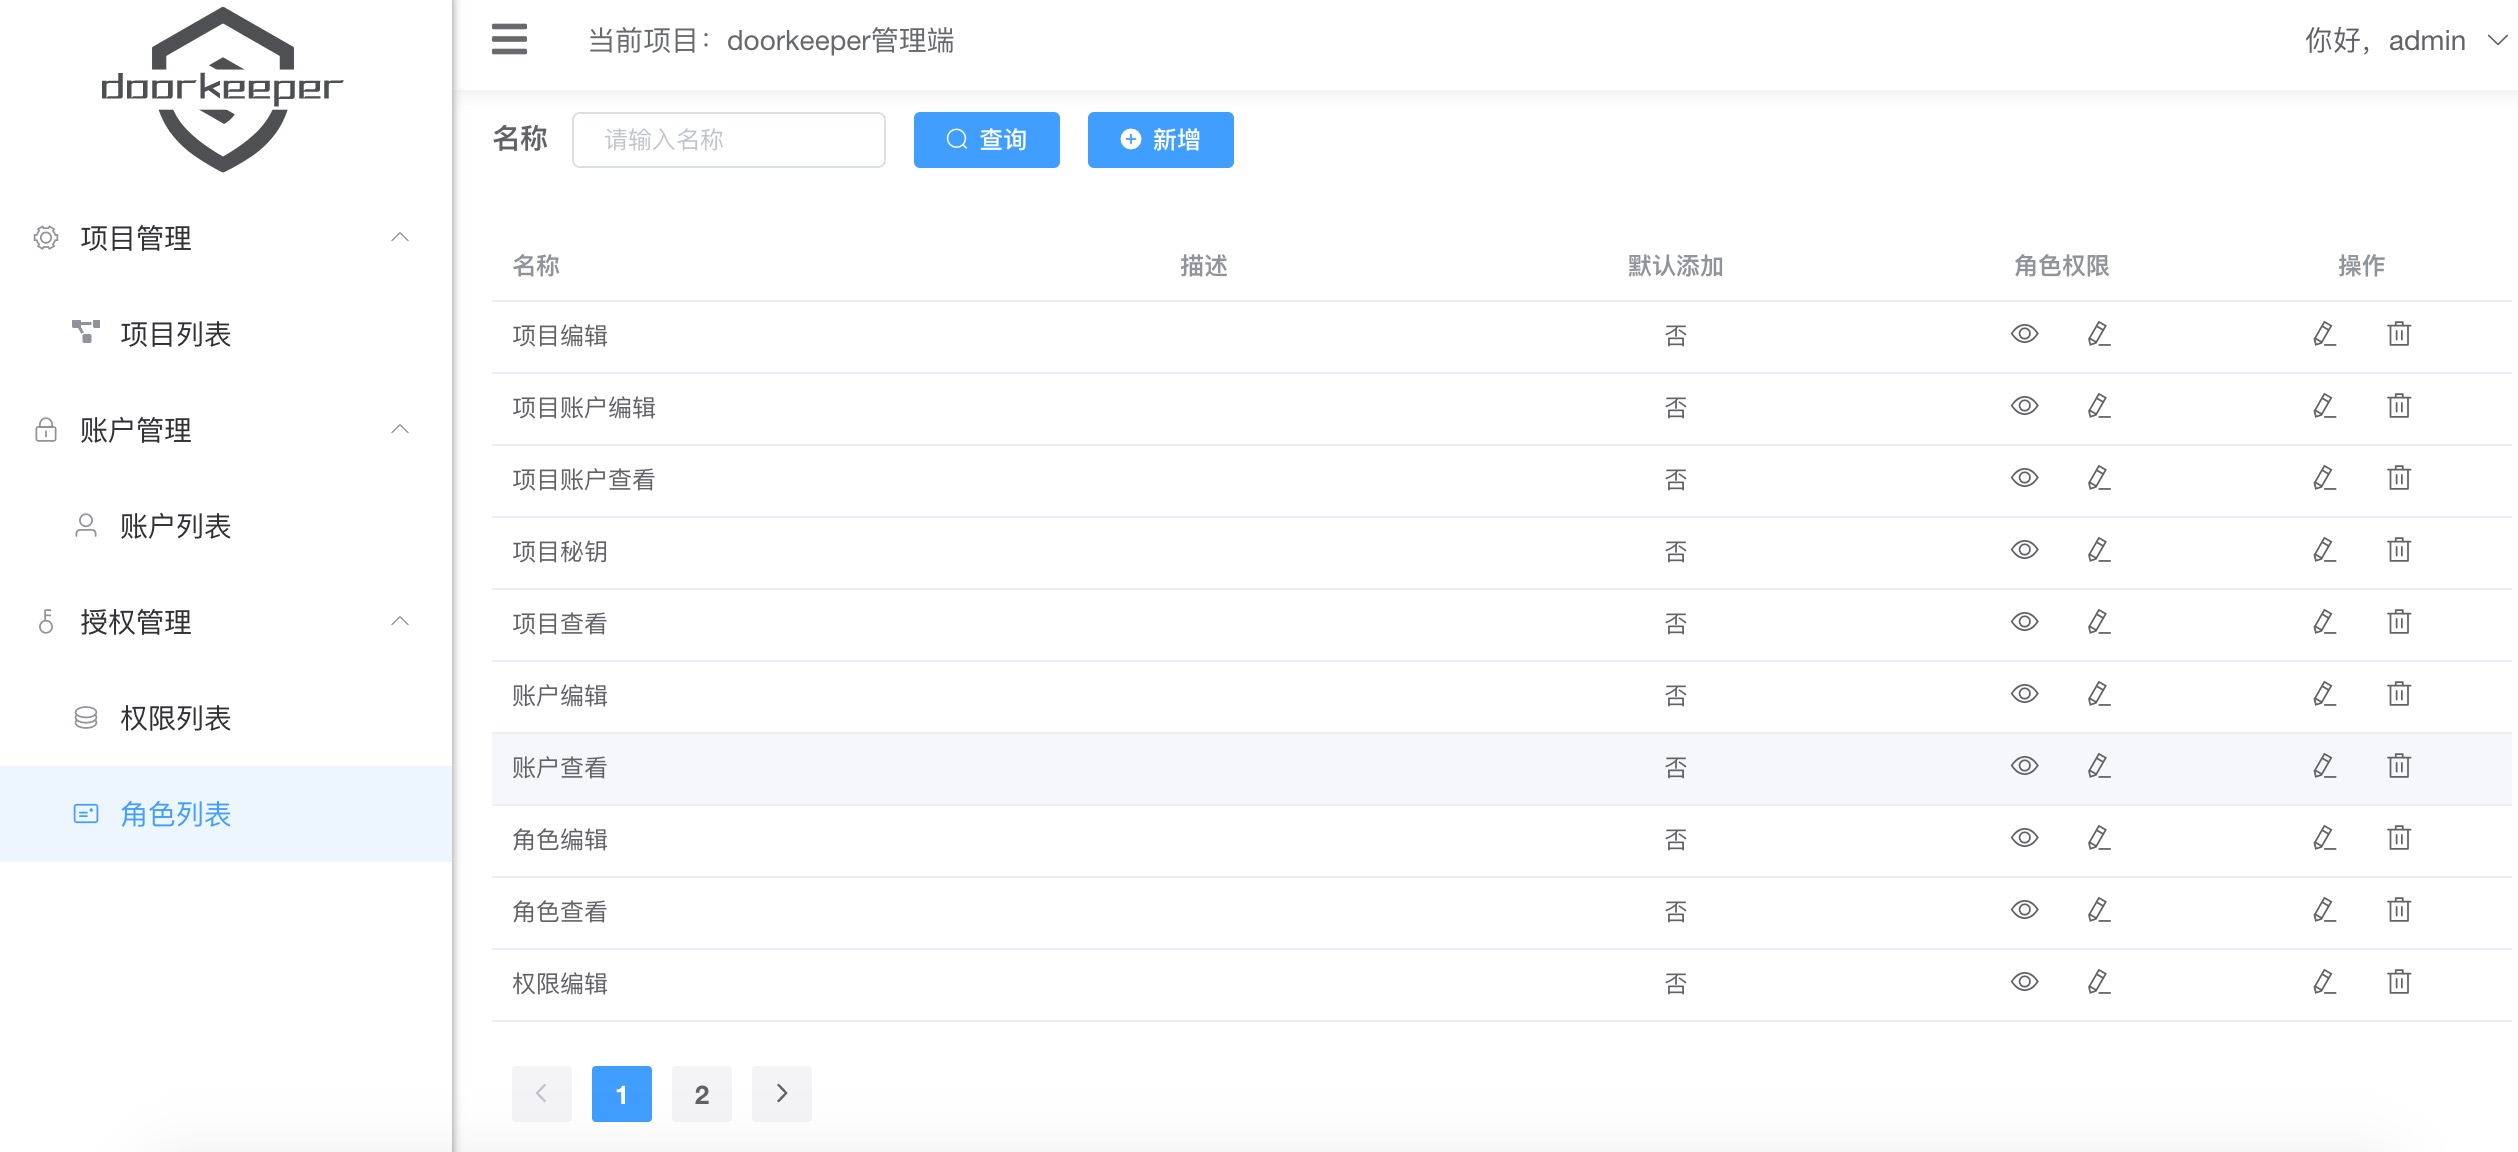 doorkeeper
项目管理
项目列表
账户管理
账户列表
授权管理
权限列表
角色列表
当前项目：doorkeeper管理端
你好，admin
名称 请输入名称 查询 新增
名称 描述 默认添加 角色权限 操作
项目编辑 否
项目账户编辑 否
项目账户查看 否
项目秘钥 否
项目查看 否
账户编辑 否
账户查看 否
角色编辑 否
角色查看 否
权限编辑 否
1 2